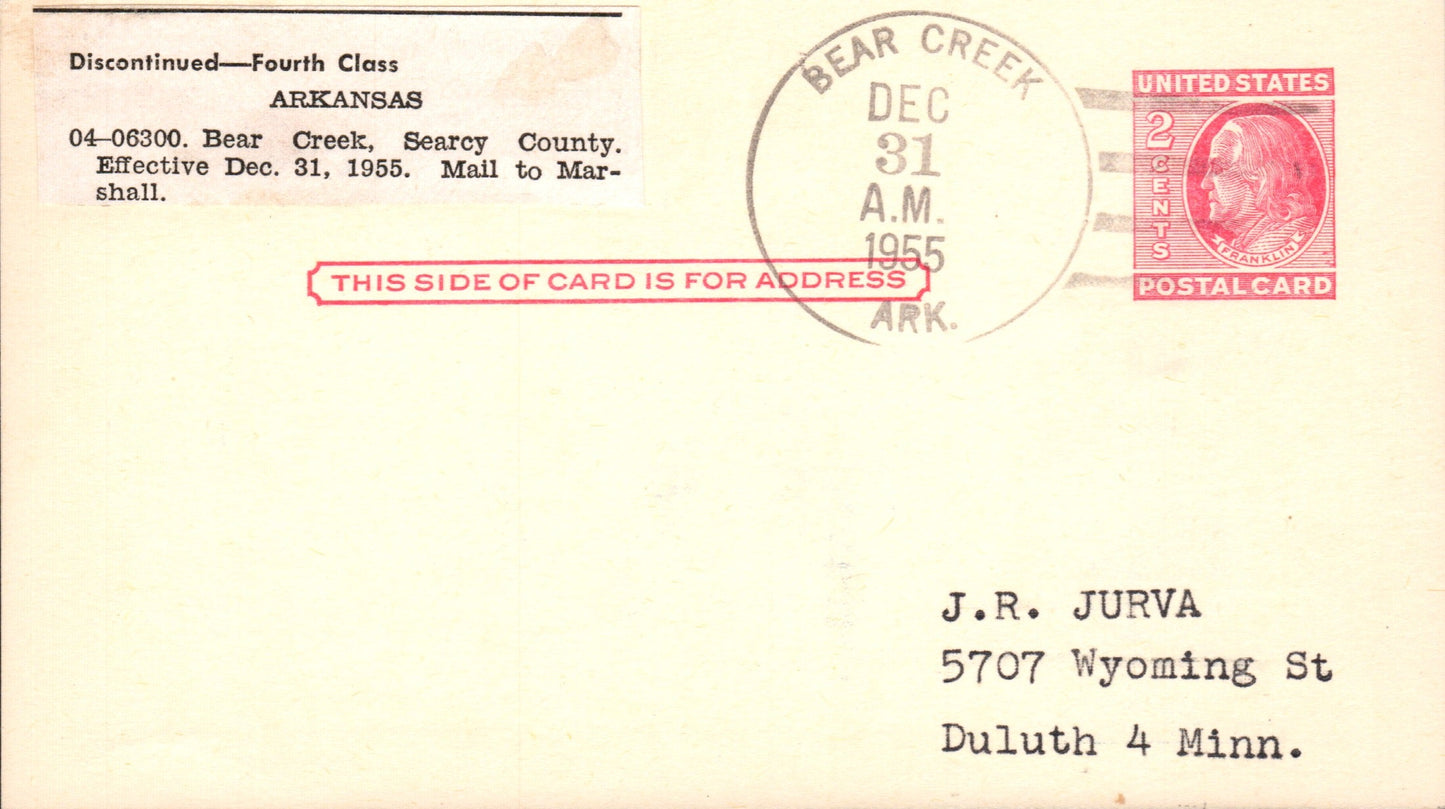 Discontinued—Fourth Class
ARKANSAS
04-06300. Bear Creek, Searcy County.
Effective Dec. 31, 1955. Mail to Mar-
shall.
BEAR CREEK
DEC
31
A.M.
1955
ARK.
UNITED STATES
2
CENTS
FRANKLIN
POSTAL CARD
THIS SIDE OF CARD IS FOR ADDRESS
J.R. JURVA
5707 Wyoming St
Duluth 4 Minn.